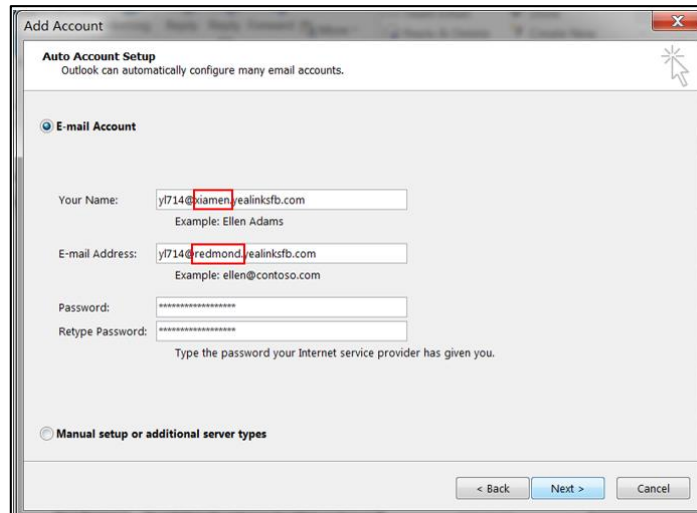 Add Account
Auto Account Setup
Outlook can automatically configure many email accounts.
E-mail Account
Your Name: yl714@xiamen.yealinksfb.com
Example: Ellen Adams
E-mail Address: yl714@redmond.yealinksfb.com
Example: ellen@contoso.com
Password: *****************
Retype Password: *****************
Type the password your Internet service provider has given you.
Manual setup or additional server types
< Back Next > Cancel